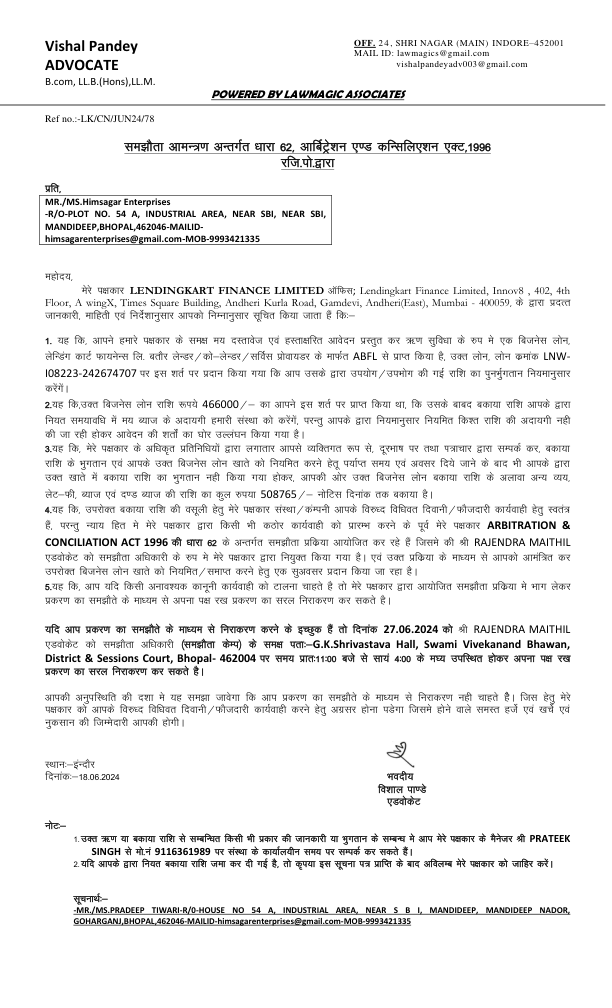 Vishal Pandey
ADVOCATE
B.com, LL.B.(Hons),LL.M.
OFF. 24, SHRI NAGAR (MAIN) INDORE–452001
MAIL ID: lawmagics@gmail.com
vishalpandeyadv003@gmail.com
POWERED BY LAWMAGIC ASSOCIATES
Ref no.:-LK/CN/JUN24/78
समझौता आमन्त्रण अन्तर्गत धारा 62, आर्बिट्रेशन एण्ड कन्सिलिएशन एक्ट,1996
रजि.पो.द्वारा
प्रति,
MR./MS.Himsagar Enterprises
-R/O-PLOT NO. 54 A, INDUSTRIAL AREA, NEAR SBI, NEAR SBI,
MANDIDEEP,BHOPAL,462046-MAILID-
himsagarenterprises@gmail.com-MOB-9993421335
महोदय,
मेरे पक्षकार LENDINGKART FINANCE LIMITED ऑफिस; Lendingkart Finance Limited, Innov8 , 402, 4th
Floor, A wingX, Times Square Building, Andheri Kurla Road, Gamdevi, Andheri(East), Mumbai - 400059, के द्वारा प्रदत्त
जानकारी, माहिती एवं निर्देशानुसार आपको निम्नानुसार सूचित किया जाता हैं कि:–
1. यह कि, आपने हमारे पक्षकार के समक्ष मय दस्तावेज एवं हस्ताक्षरित आवेदन प्रस्तुत कर ऋण सुविधा के रुप मे एक बिजनेस लोन,
लेन्डिंग कार्ट फायनेन्स लि. बतौर लेन्डर/को–लेन्डर/सर्विस प्रोवायडर के मार्फत ABFL से प्राप्त किया है, उक्त लोन, लोन क्रमांक LNW-
I08223-242674707 पर इस शर्त पर प्रदान किया गया कि आप उसके द्वारा उपयोग/उपभोग की गई राशि का पुनर्भुगतान नियमानुसार
करेंगें।
2.यह कि,उक्त बिजनेस लोन राशि रूपये 466000/– का आपने इस शर्त पर प्राप्त किया था, कि उसके बादद बकाया राशि आपके द्वारा
नियत समयावधि में मय ब्याज के अदायगी हमारी संस्था को करेंगें, परन्तु आपके द्वारा नियमानुसार नियमित किश्त राशि की अदायगी नही
की जा रही होकर आवेदन की शर्तों का घोर उल्लंघन किया गया है।
3.यह कि, मेरे पक्षकार के अधिकृत प्रतिनिधियों द्वारा लगातार आपसे व्यक्तिगत रूप से, दूरभाष पर तथा पत्राचार द्वारा सम्पर्क कर, बकाया
राशि के भुगतान एवं आपके उक्त बिजनेस लोन खाते को नियमित करने हेतू पर्याप्त समय एवं अवसर दिये जाने के बाद भी आपके द्वारा
उक्त खाते में बकाया राशि का भुगतान नही किया गया होकर, आपकी ओर उक्त बिजनेस लोन बकाया राशि के अलावा अन्य व्यय,
लेट–फी, ब्याज एवं दण्ड ब्याज की राशि का कुल रुपया 508765/– नोटिस दिनांक तक बकाया है।
4.यह कि, उपरोक्त बकाया राशि की वसूली हेतु मेरे पक्षकार संस्था/कंम्पनी आपके विरुध्द विधिवत दिवानी/फौजदारी कार्यवाही हेतु स्वतंत्र
हैं, परन्तु न्याय हित मे मेरे पक्षकार द्वारा किसी भी कठोर कार्यवाही को प्रारम्भ करने के पूर्व मेरे पक्षकार ARBITRATION &
CONCILIATION ACT 1996 की धारा 62 के अन्तरगत समझौता प्रक्रिया आयोजित कर रहे हैं जिसमे की श्री RAJENDRA MAITHIL
एडवोकेट को समझौता अधिकारी के रुप मे मेरे पक्षकार द्वारा नियुक्त किया गया है। एवं उक्त प्रक्रिया के माध्यम से आपको आमंत्रित कर
उपरोक्त बिजनेस लोन खाते को नियमित/समाप्त करने हेतु एक सुअवसर प्रदान किया जा रहा है।
5.यह कि, आप यदि किसी अनावश्यक कानूनी कार्यवाही को टालना चाहते है तो मेरे पक्षकार द्वारा आयोजित समझौता प्रक्रिया मे भाग लेकर
प्रकरण का समझौते के माध्यम से अपना पक्ष रख प्रकरण का सरल निराकरण कर सकते है।
यदि आप प्रकरण का समझौते के माध्यम से निराकरण करने के इच्छुक हैं तो दिनांक 27.06.2024 को श्री RAJENDRA MAITHIL
एडवोकेट को समझौता अधिकारी (समझौता केम्प) के समक्ष पता:–G.K.Shrivastava Hall, Swami Vivekanand Bhawan,
District & Sessions Court, Bhopal- 462004 पर समय प्रात:11:00 बजे से सायं 4:00 के मघ्य उपस्थित होकर अपना पक्ष रख
प्रकरण का सरल निराकरण कर सकते है।
आपकी अनुपस्थिति की दशा मे यह समझा जावेगा कि आप प्रकरण का समझौते के माध्यम से निराकरण नही चाहते हैै। जिस हेतु मेरे
पक्षकार को आपके विरुध्द विधिवत दिवानी/फौजदारी कार्यवाही करने हेतु अग्रसर होना पडेगा जिसमे होने वाले समस्त हर्जे एवं खर्चे एवं
नुकसान की जिम्मेदारी आपकी होगी।
स्थान:–इंन्दौर
दिनांक:–18.06.2024
भवदीय
विशाल पाण्डे
एडवोकेट
नोट:–
1. उक्त ऋण या बकाया राशि से सम्बन्धित किसी भी प्रकार की जानकारी या भुगतान के सम्बन्ध मे आप मेरे पक्षकार के मैनेजर श्री PRATEEK
SINGH से मो.नं 9116361989 पर संस्था के कार्यालयीन समय पर सम्पर्क कर सकते हैं।
2. यदि आपके द्वारा नियत बकाया राशि जमा कर दी गई है, तो कृपया इस सूचना पत्र प्राप्ति के बाद अविलम्ब मेरे पक्षकार को जाहिर करें।
सूचनार्थ:–
-MR./MS.PRADEEP TIWARI-R/0-HOUSE NO 54 A, INDUSTRIAL AREA, NEAR S B I, MANDIDEEP, MANDIDEEP NADOR,
GOHARGANJ,BHOPAL,462046-MAILID-himsagarenterprises@gmail.com-MOB-9993421335